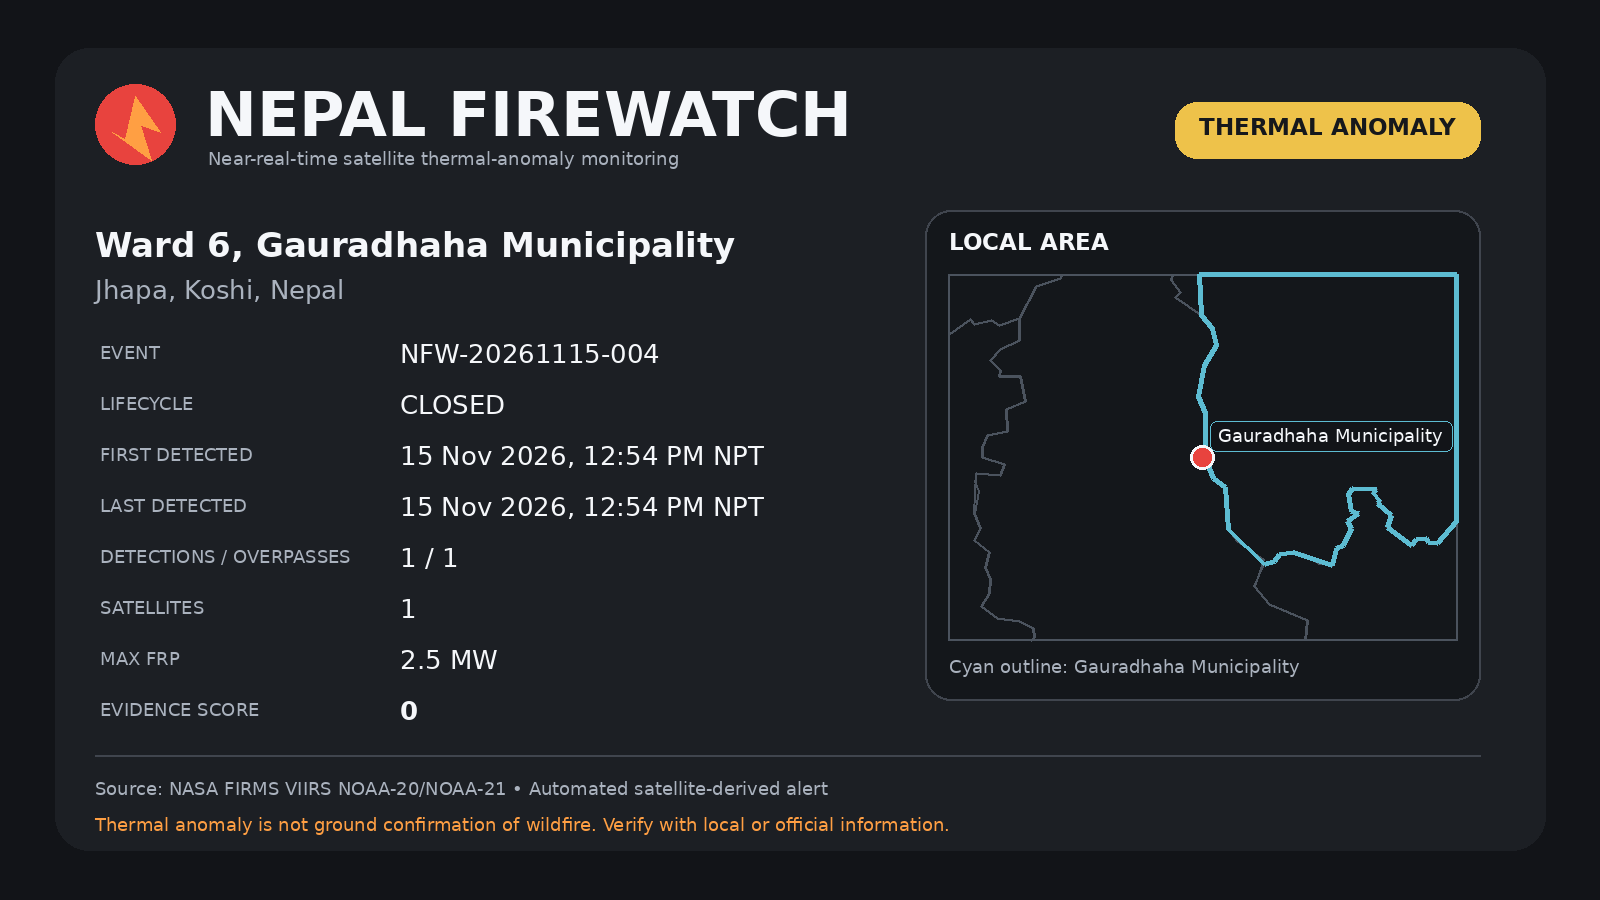 NEPAL FIREWATCH
Near-real-time satellite thermal-anomaly monitoring
THERMAL ANOMALY
Ward 6, Gauradhaha Municipality
Jhapa, Koshi, Nepal
EVENT NFW-20261115-004
LIFECYCLE CLOSED
FIRST DETECTED 15 Nov 2026, 12:54 PM NPT
LAST DETECTED 15 Nov 2026, 12:54 PM NPT
DETECTIONS / OVERPASSES 1 / 1
SATELLITES 1
MAX FRP 2.5 MW
EVIDENCE SCORE 0
LOCAL AREA
Gauradhaha Municipality
Cyan outline: Gauradhaha Municipality
Source: NASA FIRMS VIIRS NOAA-20/NOAA-21 • Automated satellite-derived alert
Thermal anomaly is not ground confirmation of wildfire. Verify with local or official information.